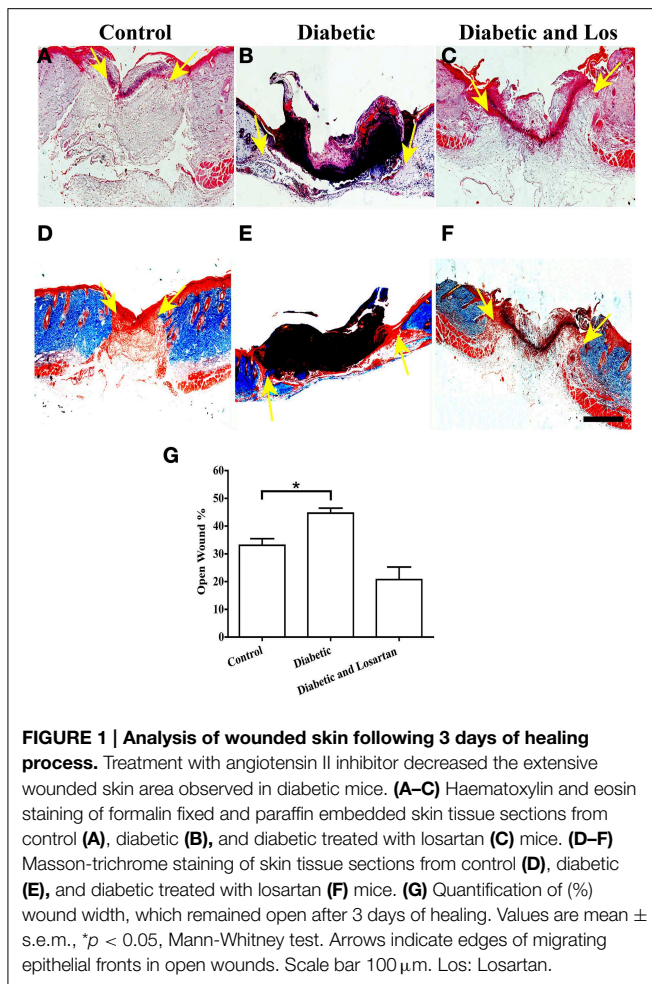 Control Diabetic Diabetic and Los
A B C
D E F
G
*
60
50
40
30
20
10
0
Open Wound %
Control Diabetic Diabetic and Losartan
FIGURE 1 | Analysis of wounded skin following 3 days of healing
process. Treatment with angiotensin II inhibitor decreased the extensive
wounded skin area observed in diabetic mice. (A–C) Haematoxylin and eosin
staining of formalin fixed and paraffin embedded skin tissue sections from
control (A), diabetic (B), and diabetic treated with losartan (C) mice. (D–F)
Masson-trichrome staining of skin tissue sections from control (D), diabetic
(E), and diabetic treated with losartan (F) mice. (G) Quantification of (%)
wound width, which remained open after 3 days of healing. Values are mean ±
s.e.m., *p < 0.05, Mann-Whitney test. Arrows indicate edges of migrating
epithelial fronts in open wounds. Scale bar 100 μm. Los: Losartan.